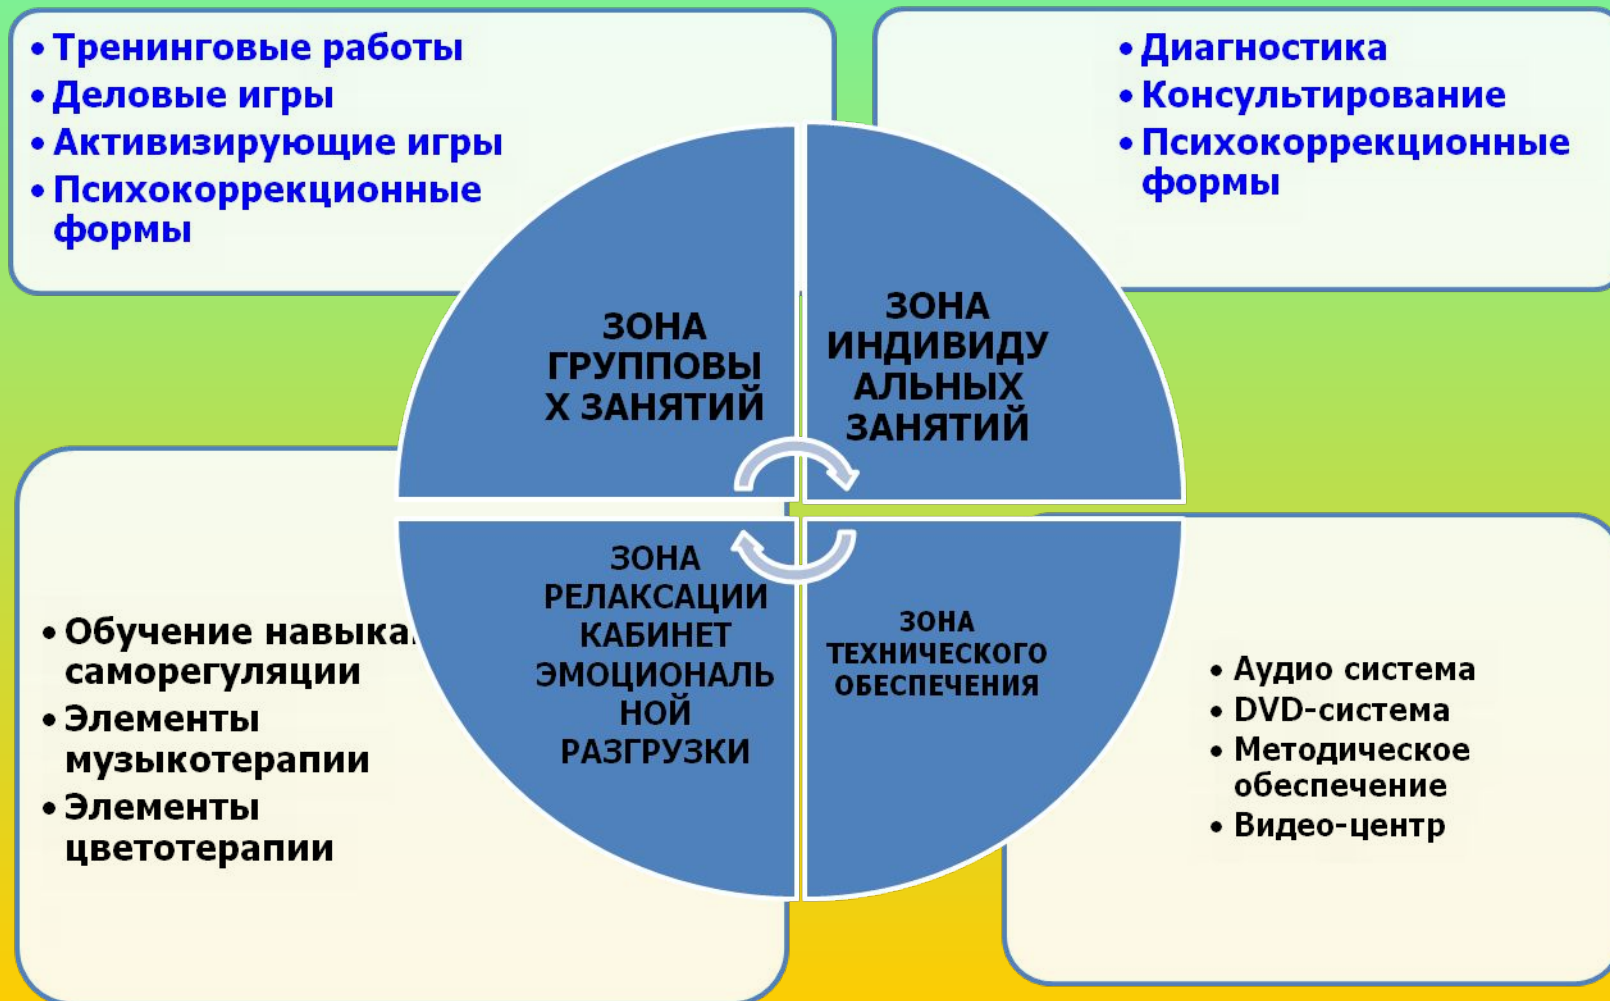 • Тренинговые работы
• Деловые игры
• Активизирующие игры
• Психокоррекционные
формы
• Диагностика
• Консультирование
• Психокоррекционные
формы
ЗОНА
ГРУППОВЫ
Х ЗАНЯТИЙ
ЗОНА
ИНДИВИДУ
АЛЬНЫХ
ЗАНЯТИЙ
• Обучение навыка
саморегуляции
• Элементы
музыкотерапии
• Элементы
цветотерапии
ЗОНА
РЕЛАКСАЦИИ
КАБИНЕТ
ЭМОЦИОНАЛЬ
НОЙ
РАЗГРУЗКИ
ЗОНА
ТЕХНИЧЕСКОГО
ОБЕСПЕЧЕНИЯ
• Аудио система
• DVD-система
• Методическое
обеспечение
• Видео-центр